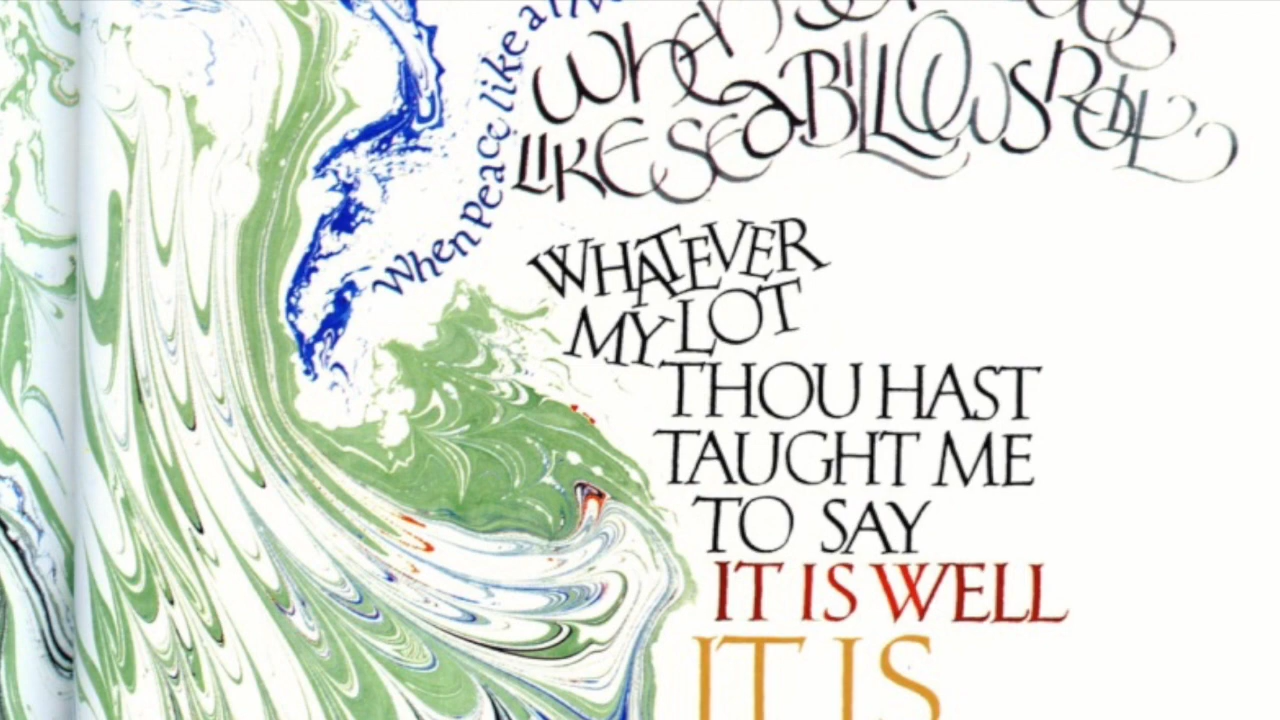 When Peace like a
When
LIKE SEa BILLOWS ROLL
WHATEVER
MY LOT
THOU HAST
TAUGHT ME
TO SAY
IT IS WELL
IT IS